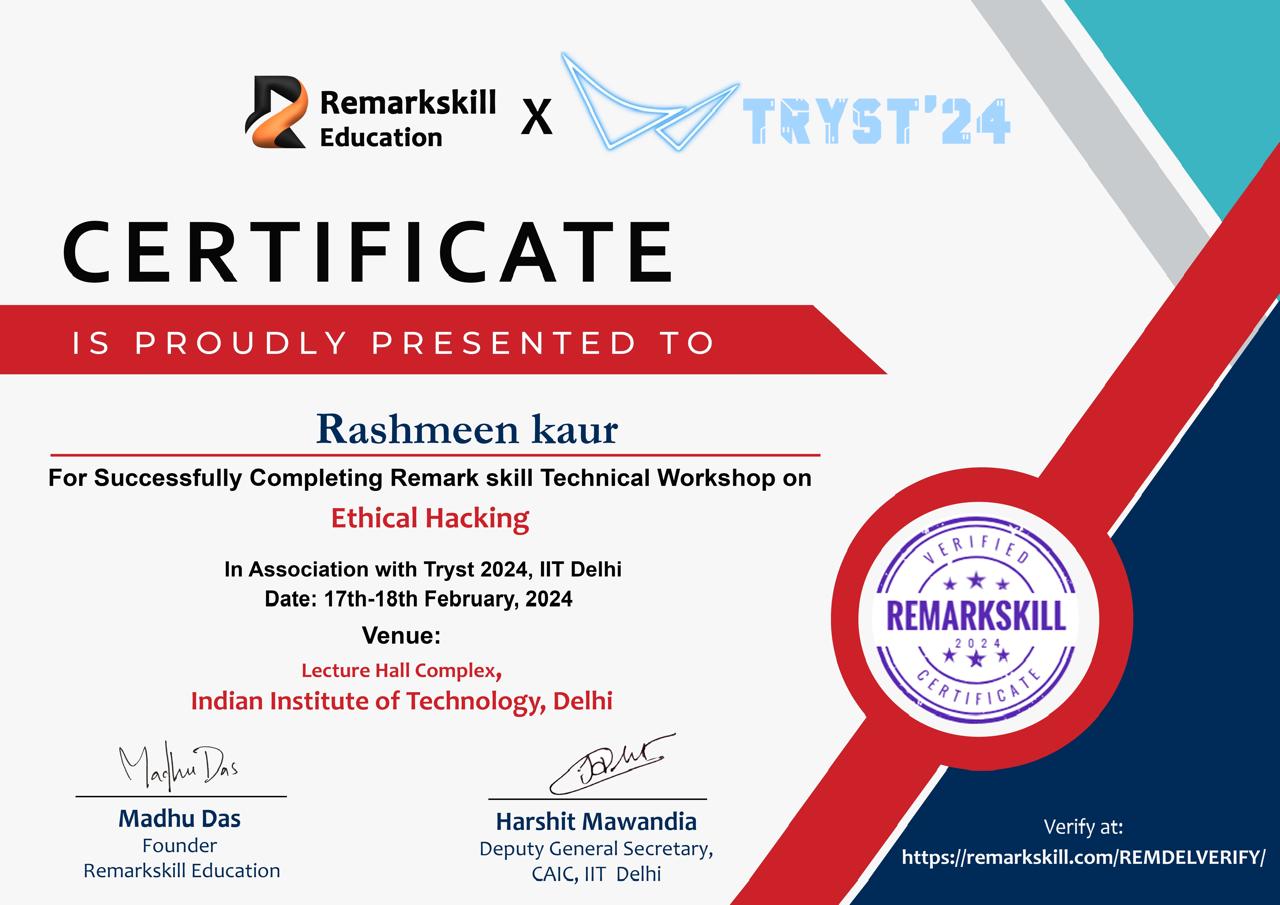 Remarkskill
Education
X
TRYST'24
CERTIFICATE
IS PROUDLY PRESENTED TO
Rashmeen kaur
For Successfully Completing Remark skill Technical Workshop on
Ethical Hacking
In Association with Tryst 2024, IIT Delhi
Date: 17th-18th February, 2024
Venue:
Lecture Hall Complex,
Indian Institute of Technology, Delhi
VERIFIED
REMARKSKILL
2024
CERTIFICATE
Madhu Das
Madhu Das
Founder
Remarkskill Education
Harshit Mawandia
Deputy General Secretary,
CAIC, IIT Delhi
Verify at:
https://remarkskill.com/REMDELVERIFY/